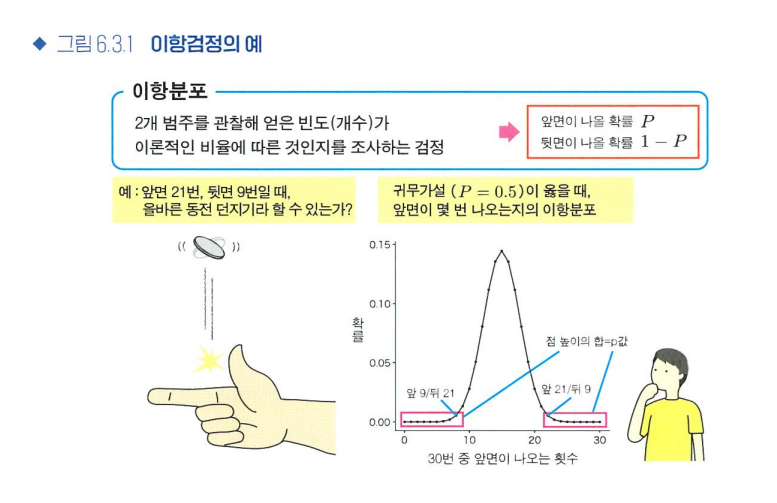 ◆ 그림 6.3.1 이항검정의 예
이항분포
2개 범주를 관찰해 얻은 빈도(개수)가
이론적인 비율에 따른 것인지를 조사하는 검정
앞면이 나올 확률 P
뒷면이 나올 확률 1 − P
예 : 앞면 21번, 뒷면 9번일 때,
올바른 동전 던지기라 할 수 있는가?
귀무가설 (P = 0.5)이 옳을 때,
앞면이 몇 번 나오는지의 이항분포
0.15
0.10
0.05
0.00
확률
점 높이의 합=p값
앞 9/뒤 21
앞 21/뒤 9
0 10 20 30
30번 중 앞면이 나오는 횟수